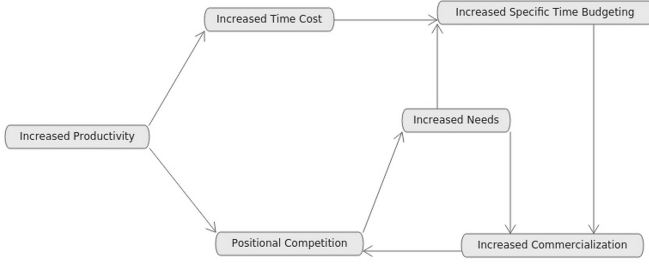 Increased Time Cost
Increased Specific Time Budgeting
Increased Needs
Increased Productivity
Positional Competition
Increased Commercialization